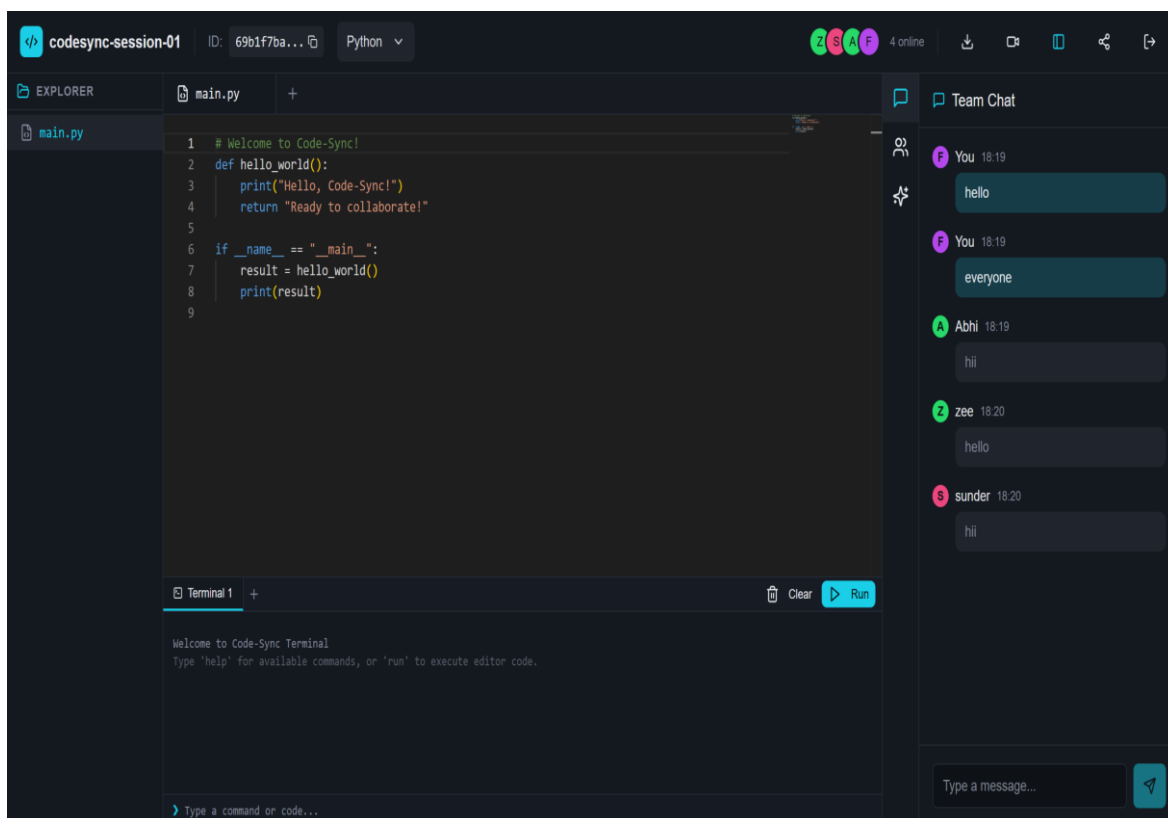 </> codesync-session-01 ID: 69b1f7ba... Python Z S A F 4 online
EXPLORER
main.py
main.py +
1 # Welcome to Code-Sync!
2 def hello_world():
3     print("Hello, Code-Sync!")
4     return "Ready to collaborate!"
5
6 if __name__ == "__main__":
7     result = hello_world()
8     print(result)
9
Terminal 1 +
Clear Run
Welcome to Code-Sync Terminal
Type 'help' for available commands, or 'run' to execute editor code.
❯ Type a command or code...
Team Chat
F You 18:19
hello
F You 18:19
everyone
A Abhi 18:19
hii
Z zee 18:20
hello
S sunder 18:20
hii
Type a message...